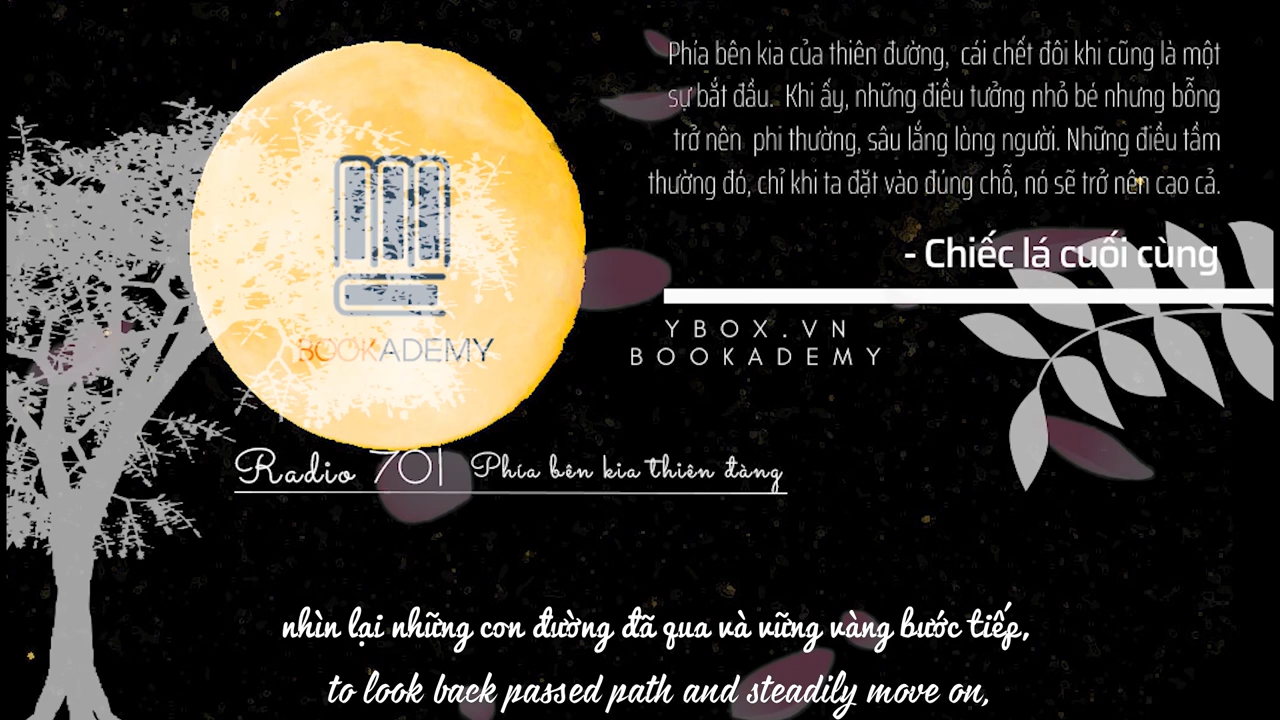 Phía bên kia của thiên đường, cái chết đôi khi cũng là một
sự bắt đầu. Khi ấy, những điều tưởng nhỏ bé nhưng bỗng
trở nên phi thường, sâu lắng lòng người. Những điều tầm
thường đó, chỉ khi ta đặt vào đúng chỗ, nó sẽ trở nên cao cả.
- Chiếc lá cuối cùng
YBOX.VN
BOOKADEMY
BOOKADEMY
Radio 701 Phía bên kia thiên đàng
nhìn lại những con đường đã qua và vững vàng bước tiếp,
to look back passed path and steadily move on,